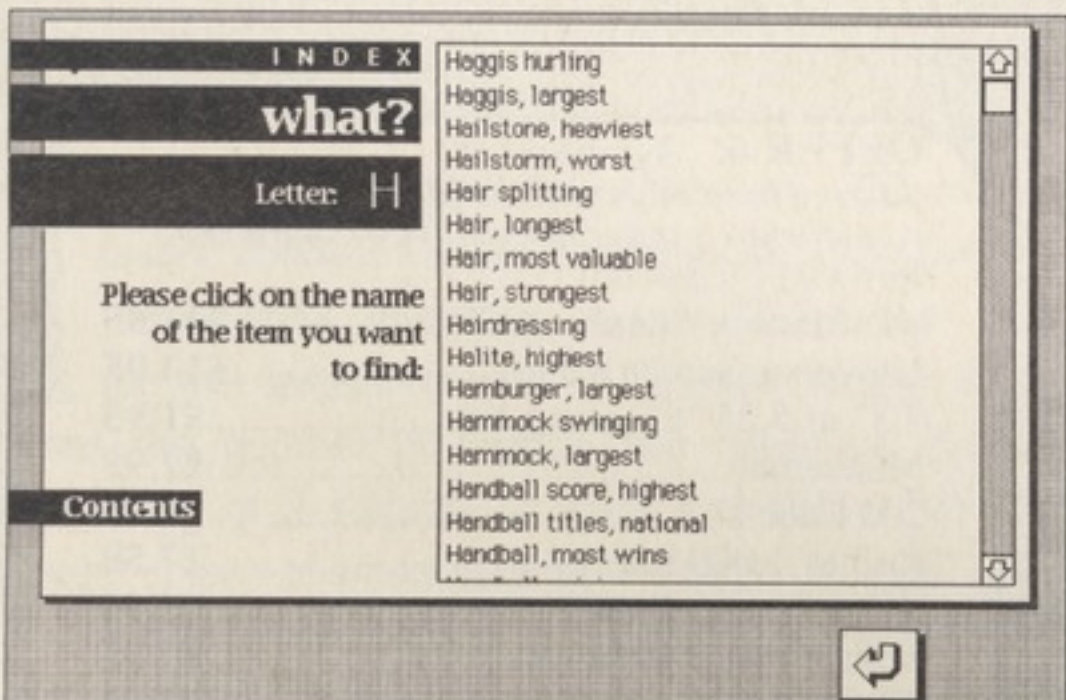 INDEX
what?
Letter: H
Please click on the name
of the item you want
to find:
Contents
Haggis hurling
Haggis, largest
Hailstone, heaviest
Hailstorm, worst
Hair splitting
Hair, longest
Hair, most valuable
Hair, strongest
Hairdressing
Halite, highest
Hamburger, largest
Hammock swinging
Hammock, largest
Handball score, highest
Handball titles, national
Handball, most wins